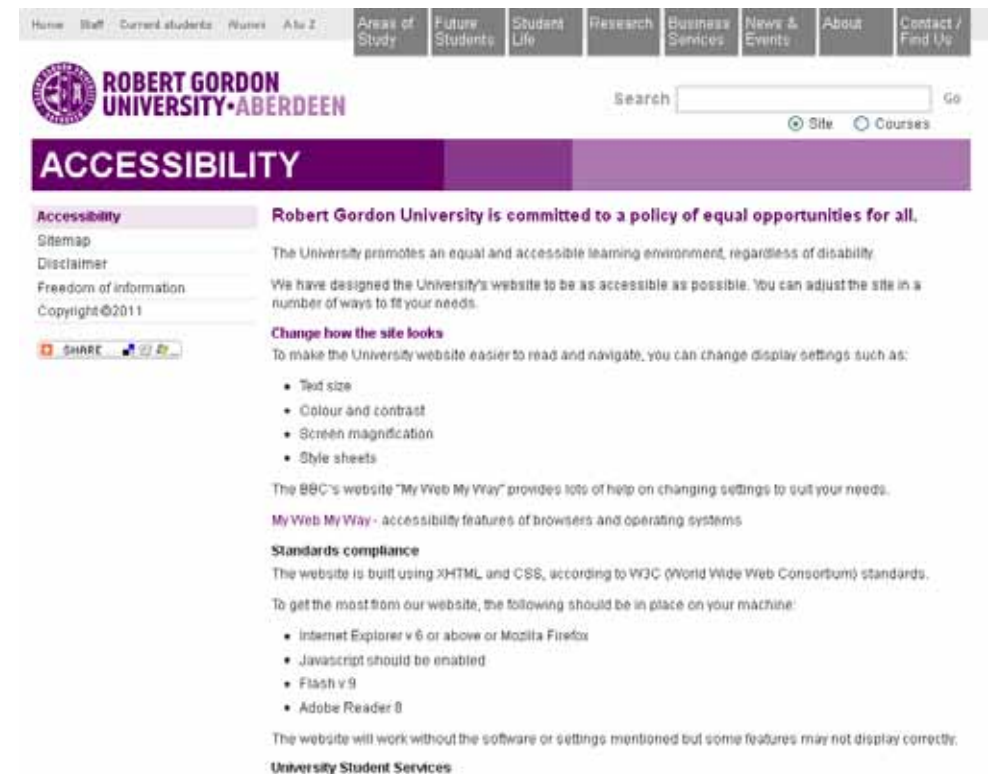 Home Staff Current students Alumni A to Z
Areas of Study
Future Students
Student Life
Research
Business Services
News & Events
About
Contact / Find Us
ROBERT GORDON
UNIVERSITY•ABERDEEN
Search Go
Site Courses
ACCESSIBILITY
Accessibility
Sitemap
Disclaimer
Freedom of information
Copyright ©2011
SHARE
Robert Gordon University is committed to a policy of equal opportunities for all.
The University promotes an equal and accessible learning environment, regardless of disability.
We have designed the University's website to be as accessible as possible. You can adjust the site in a
number of ways to fit your needs.
Change how the site looks
To make the University website easier to read and navigate, you can change display settings such as:
• Text size
• Colour and contrast
• Screen magnification
• Style sheets
The BBC's website "My Web My Way" provides lots of help on changing settings to suit your needs.
My Web My Way - accessibility features of browsers and operating systems
Standards compliance
The website is built using XHTML and CSS, according to W3C (World Wide Web Consortium) standards.
To get the most from our website, the following should be in place on your machine:
• Internet Explorer v 6 or above or Mozilla Firefox
• Javascript should be enabled
• Flash v 9
• Adobe Reader 8
The website will work without the software or settings mentioned but some features may not display correctly.
University Student Services